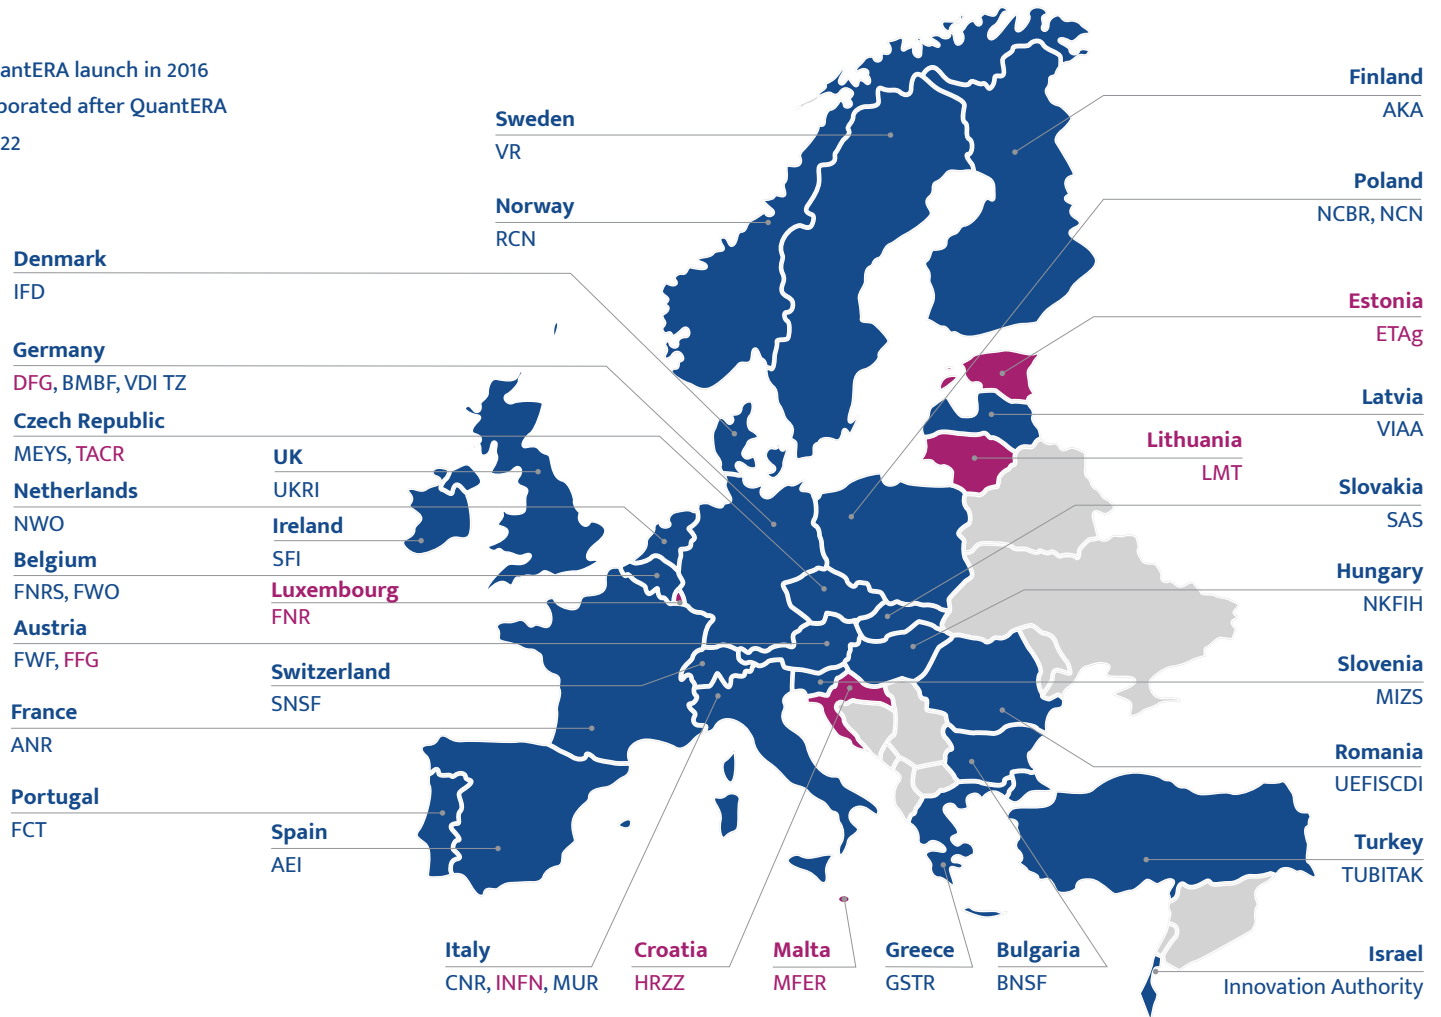 antERA launch in 2016
porated after QuantERA
22
Sweden
VR
Norway
RCN
Denmark
IFD
Germany
DFG, BMBF, VDI TZ
Czech Republic
MEYS, TACR
UK
UKRI
Netherlands
NWO
Ireland
SFI
Belgium
FNRS, FWO
Luxembourg
FNR
Austria
FWF, FFG
Switzerland
SNSF
France
ANR
Portugal
FCT
Spain
AEI
Italy
CNR, INFN, MUR
Croatia
HRZZ
Malta
MFER
Greece
GSTR
Bulgaria
BNSF
Finland
AKA
Poland
NCBR, NCN
Estonia
ETAg
Latvia
VIAA
Lithuania
LMT
Slovakia
SAS
Hungary
NKFIH
Slovenia
MIZS
Romania
UEFISCDI
Turkey
TUBITAK
Israel
Innovation Authority